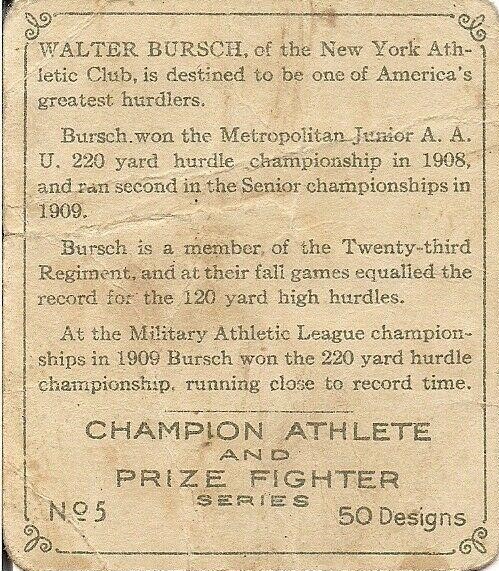 WALTER BURSCH, of the New York Ath-
letic Club, is destined to be one of America's
greatest hurdlers.
Bursch won the Metropolitan Junior A. A.
U. 220 yard hurdle championship in 1908,
and ran second in the Senior championships in
1909.
Bursch is a member of the Twenty-third
Regiment, and at their fall games equalled the
record for the 120 yard high hurdles.
At the Military Athletic League champion-
ships in 1909 Bursch won the 220 yard hurdle
championship, running close to record time.
CHAMPION ATHLETE
AND
PRIZE FIGHTER
SERIES
No 5 50 Designs